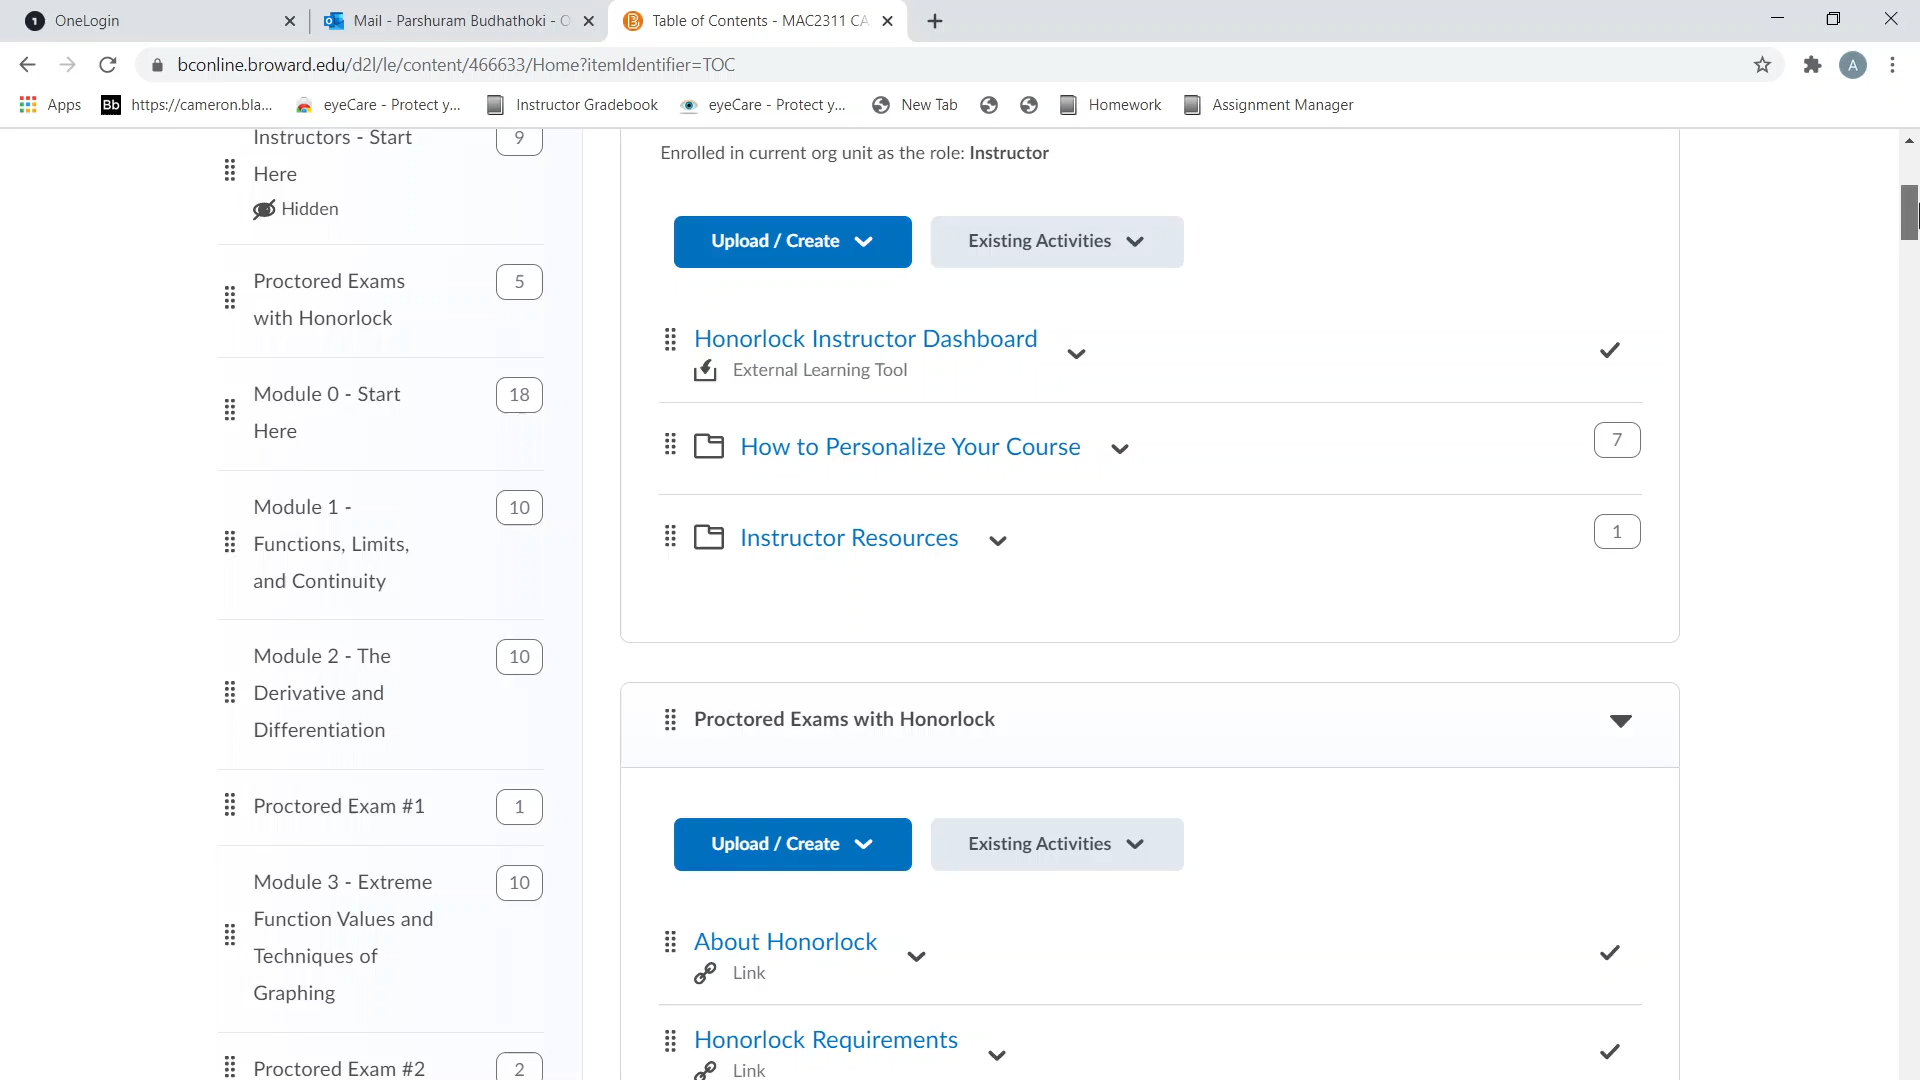 OneLogin
Mail - Parshuram Budhathoki - O
Table of Contents - MAC2311 CA
bconline.broward.edu/d2l/le/content/466633/Home?itemIdentifier=TOC
A
Apps
Bb https://cameron.bla...
eyeCare - Protect y...
Instructor Gradebook
eyeCare - Protect y...
New Tab
Homework
Assignment Manager
Instructors - Start
Here
9
Hidden
Proctored Exams
with Honorlock
5
Module 0 - Start
Here
18
Module 1 -
Functions, Limits,
and Continuity
10
Module 2 - The
Derivative and
Differentiation
10
Proctored Exam #1
1
Module 3 - Extreme
Function Values and
Techniques of
Graphing
10
Proctored Exam #2
2
Enrolled in current org unit as the role: Instructor
Upload / Create
Existing Activities
Honorlock Instructor Dashboard
External Learning Tool
How to Personalize Your Course
7
Instructor Resources
1
Proctored Exams with Honorlock
Upload / Create
Existing Activities
About Honorlock
Link
Honorlock Requirements
Link